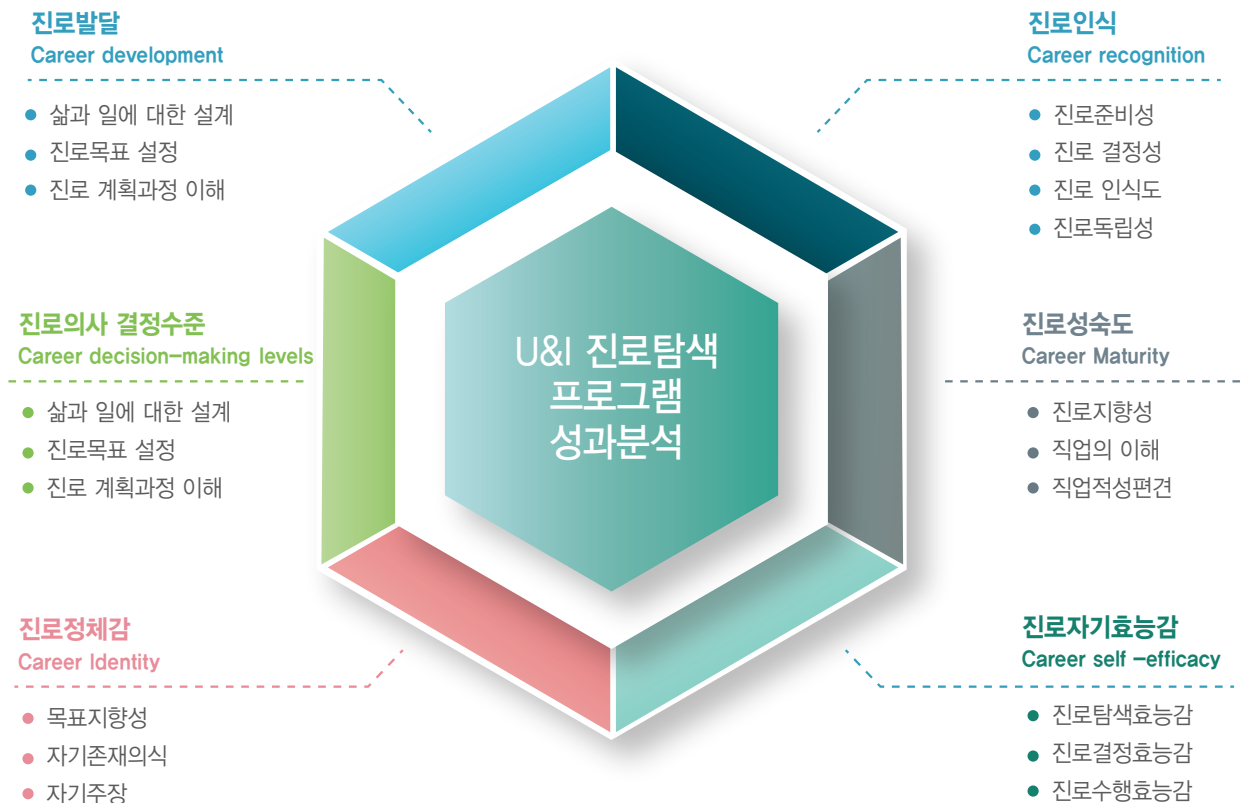 진로발달
Career development
삶과 일에 대한 설계
진로목표 설정
진로 계획과정 이해
진로인식
Career recognition
진로준비성
진로 결정성
진로 인식도
진로독립성
U&I 진로탐색
프로그램
성과분석
진로의사 결정수준
Career decision-making levels
삶과 일에 대한 설계
진로목표 설정
진로 계획과정 이해
진로성숙도
Career Maturity
진로지향성
직업의 이해
직업적성편견
진로정체감
Career Identity
목표지향성
자기존재의식
자기주장
진로자기효능감
Career self -efficacy
진로탐색효능감
진로결정효능감
진로수행효능감